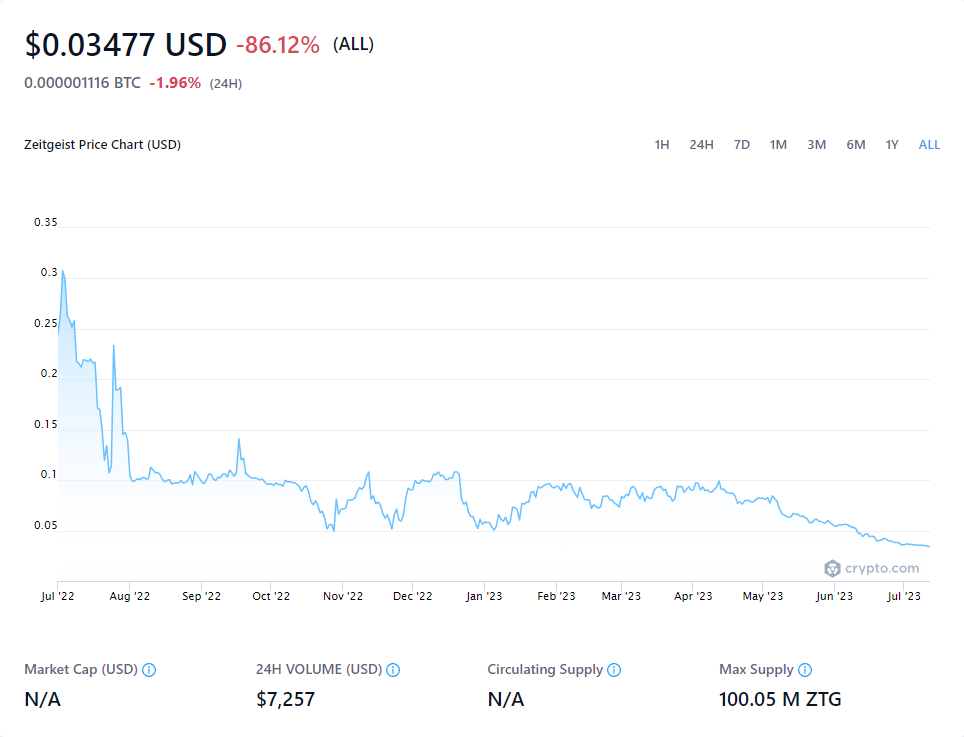 $0.03477 USD -86.12% (ALL)
0.000001116 BTC -1.96% (24H)
Zeitgeist Price Chart (USD) 1H 24H 7D 1M 3M 6M 1Y ALL
0.35
0.3
0.25
0.2
0.15
0.1
0.05
crypto.com
Jul '22 Aug '22 Sep '22 Oct '22 Nov '22 Dec '22 Jan '23 Feb '23 Mar '23 Apr '23 May '23 Jun '23 Jul '23
Market Cap (USD) 24H VOLUME (USD) Circulating Supply Max Supply
N/A $7,257 N/A 100.05 M ZTG